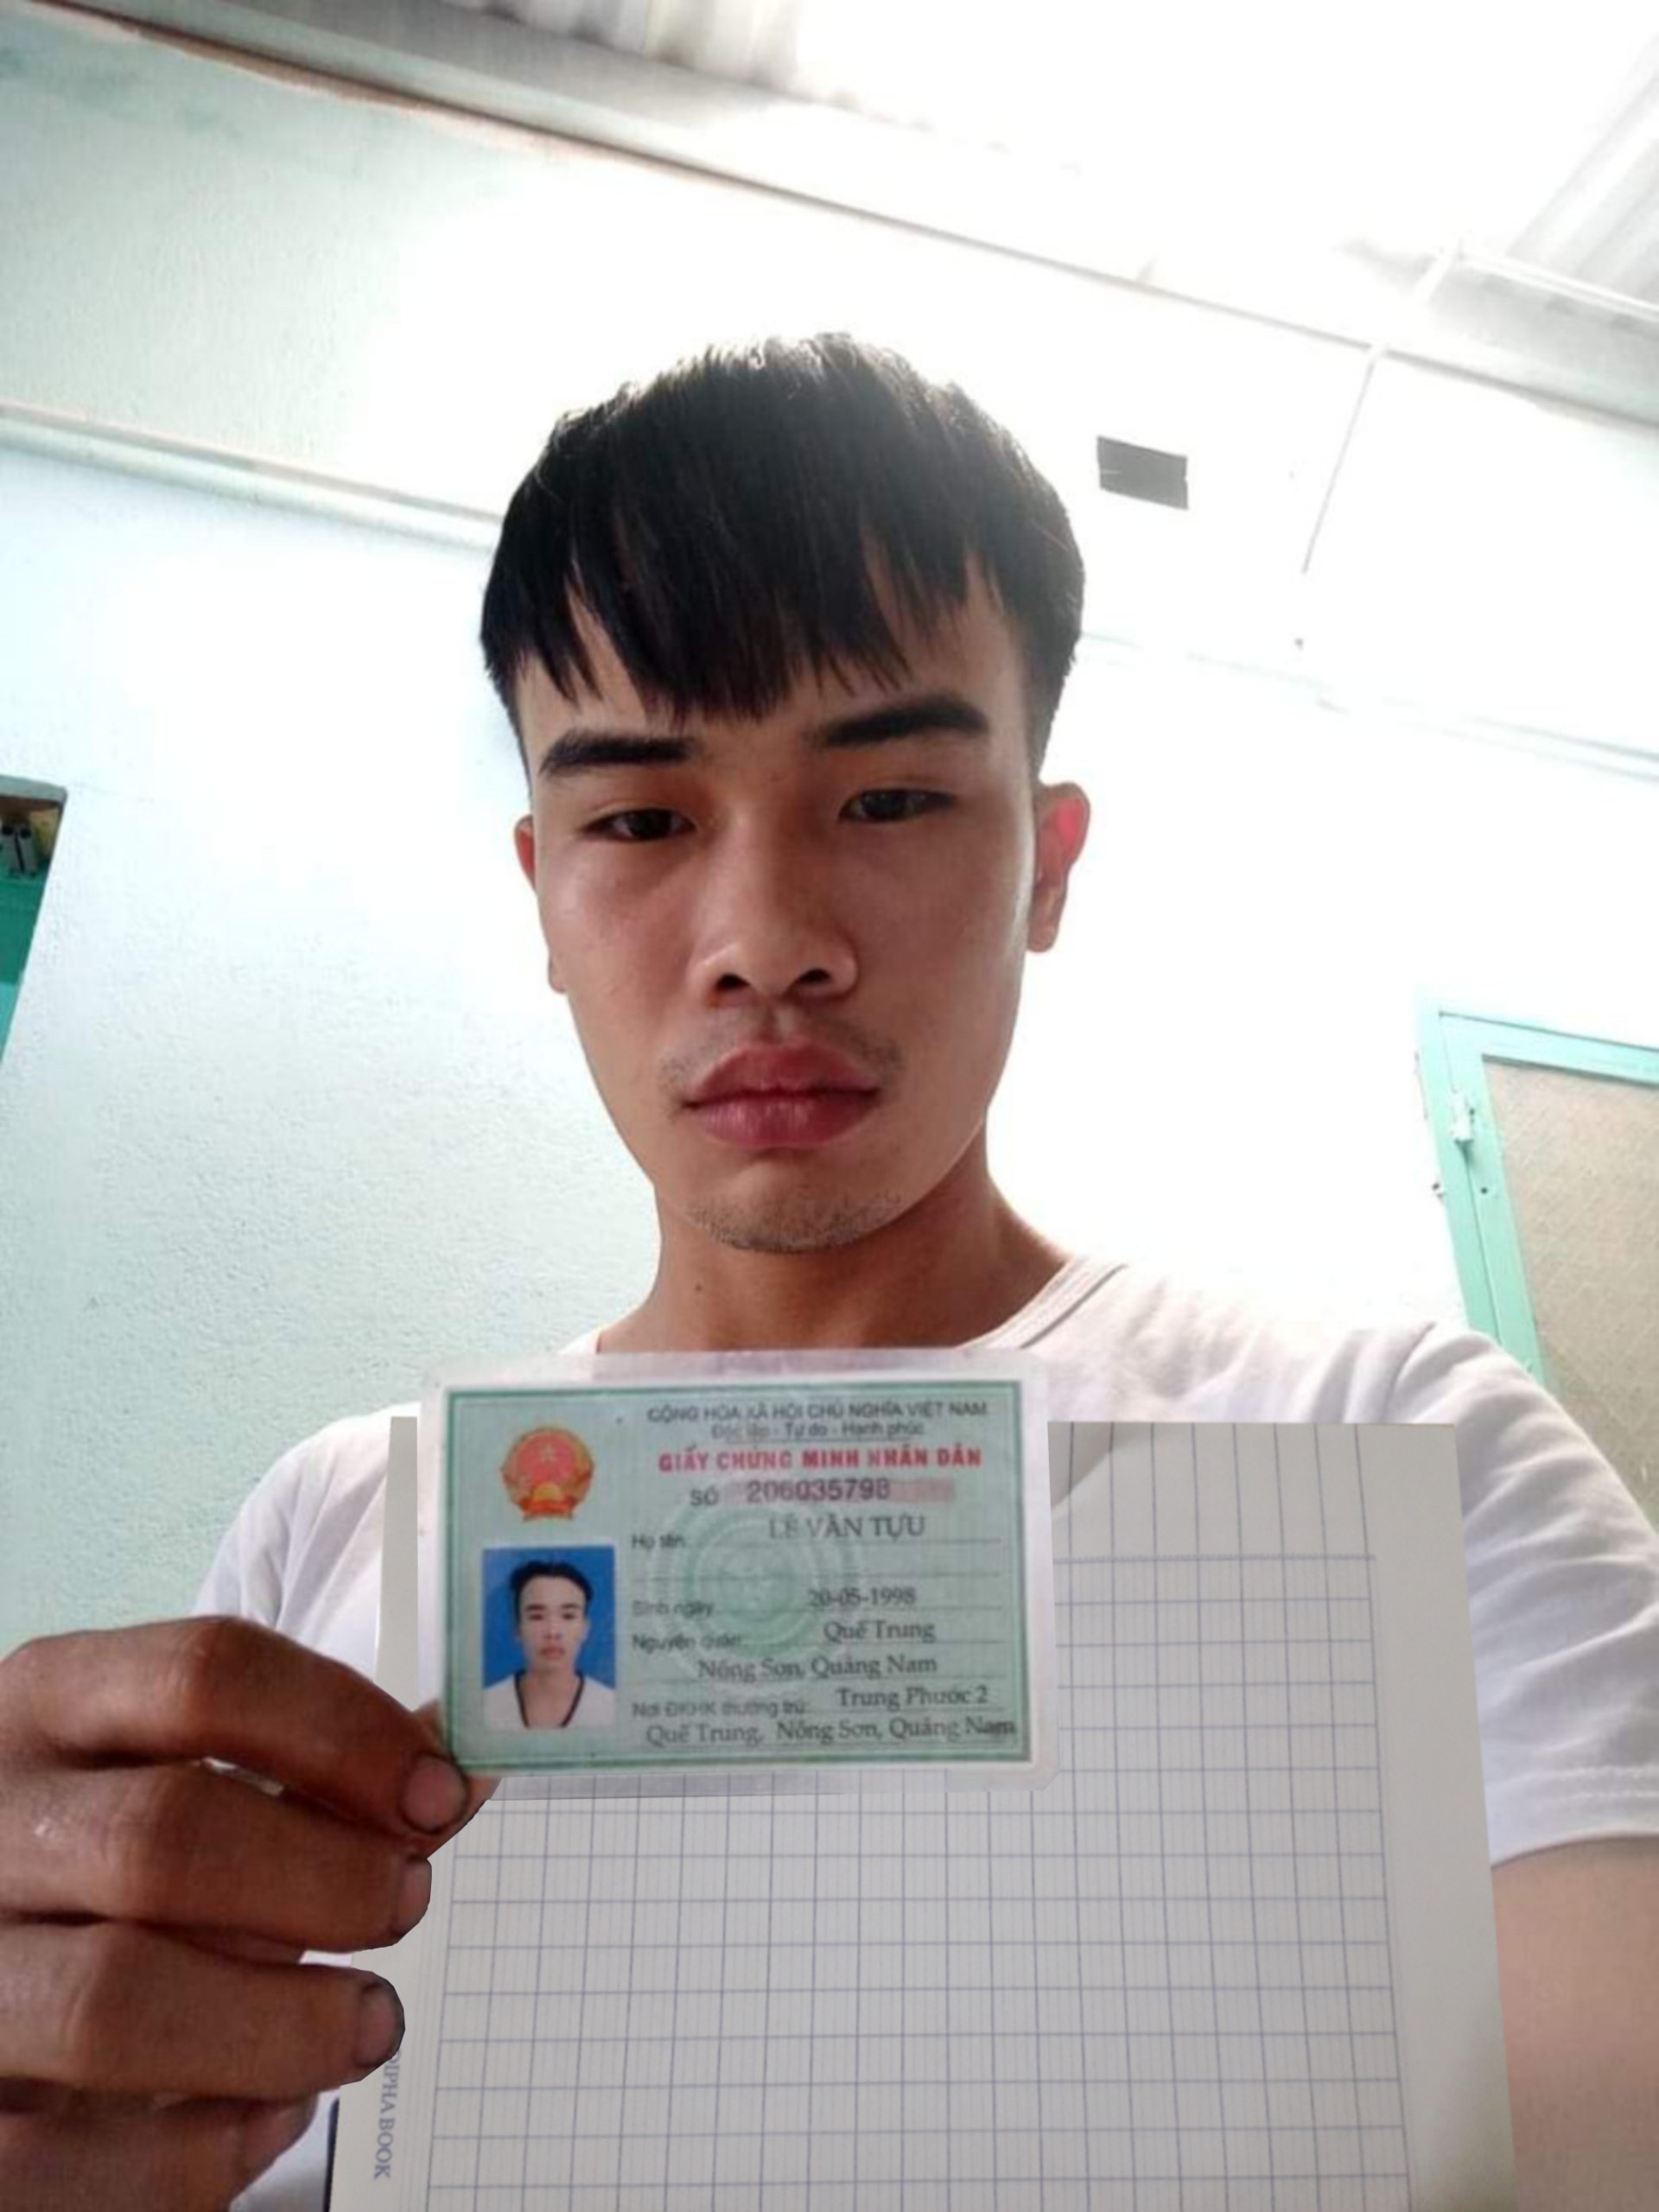 CỘNG HÒA XÃ HỘI CHỦ NGHĨA VIỆT NAM
Độc lập - Tự do - Hạnh phúc
GIẤY CHỨNG MINH NHÂN DÂN
SỐ 206035798
Họ tên: LÊ VĂN TỰU
Sinh ngày: 20-05-1998
Nguyên quán: Quế Trung
Nông Sơn, Quảng Nam
Nơi ĐKHK thường trú: Trung Phước 2
Quế Trung, Nông Sơn, Quảng Nam
DIPHA BOOK